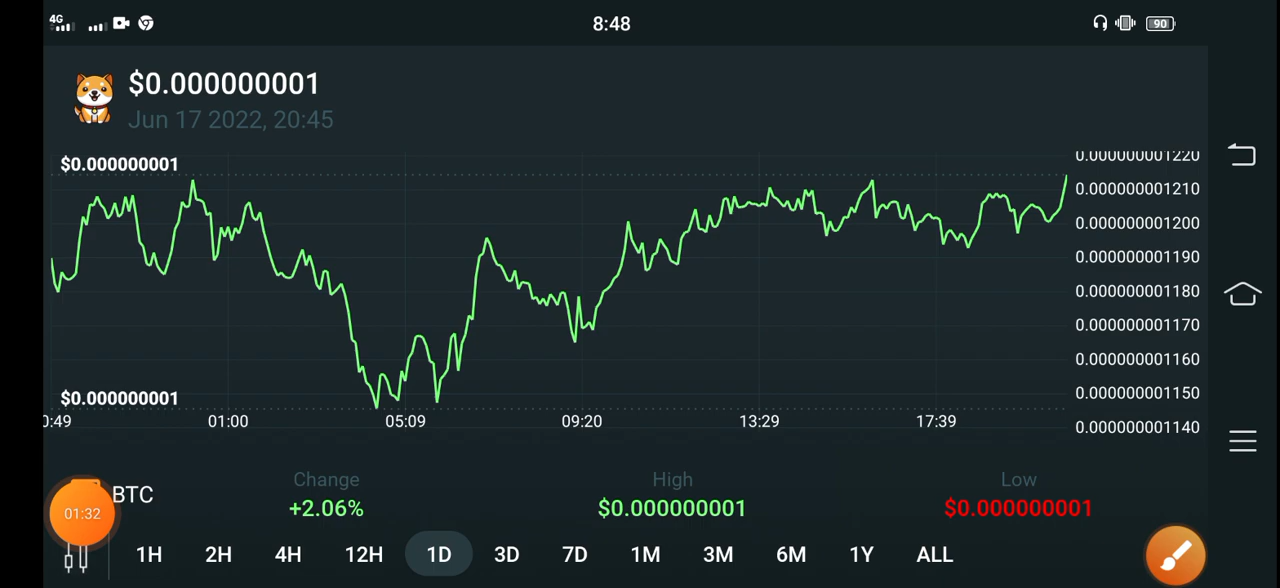 4G
8:48
90
$0.000000001
Jun 17 2022, 20:45
$0.000000001
0.000000001220
0.000000001210
0.000000001200
0.000000001190
0.000000001180
0.000000001170
0.000000001160
0.000000001150
0.000000001140
$0.000000001
0:49 01:00 05:09 09:20 13:29 17:39
BTC
Change High Low
+2.06% $0.000000001 $0.000000001
01:32
1H 2H 4H 12H 1D 3D 7D 1M 3M 6M 1Y ALL